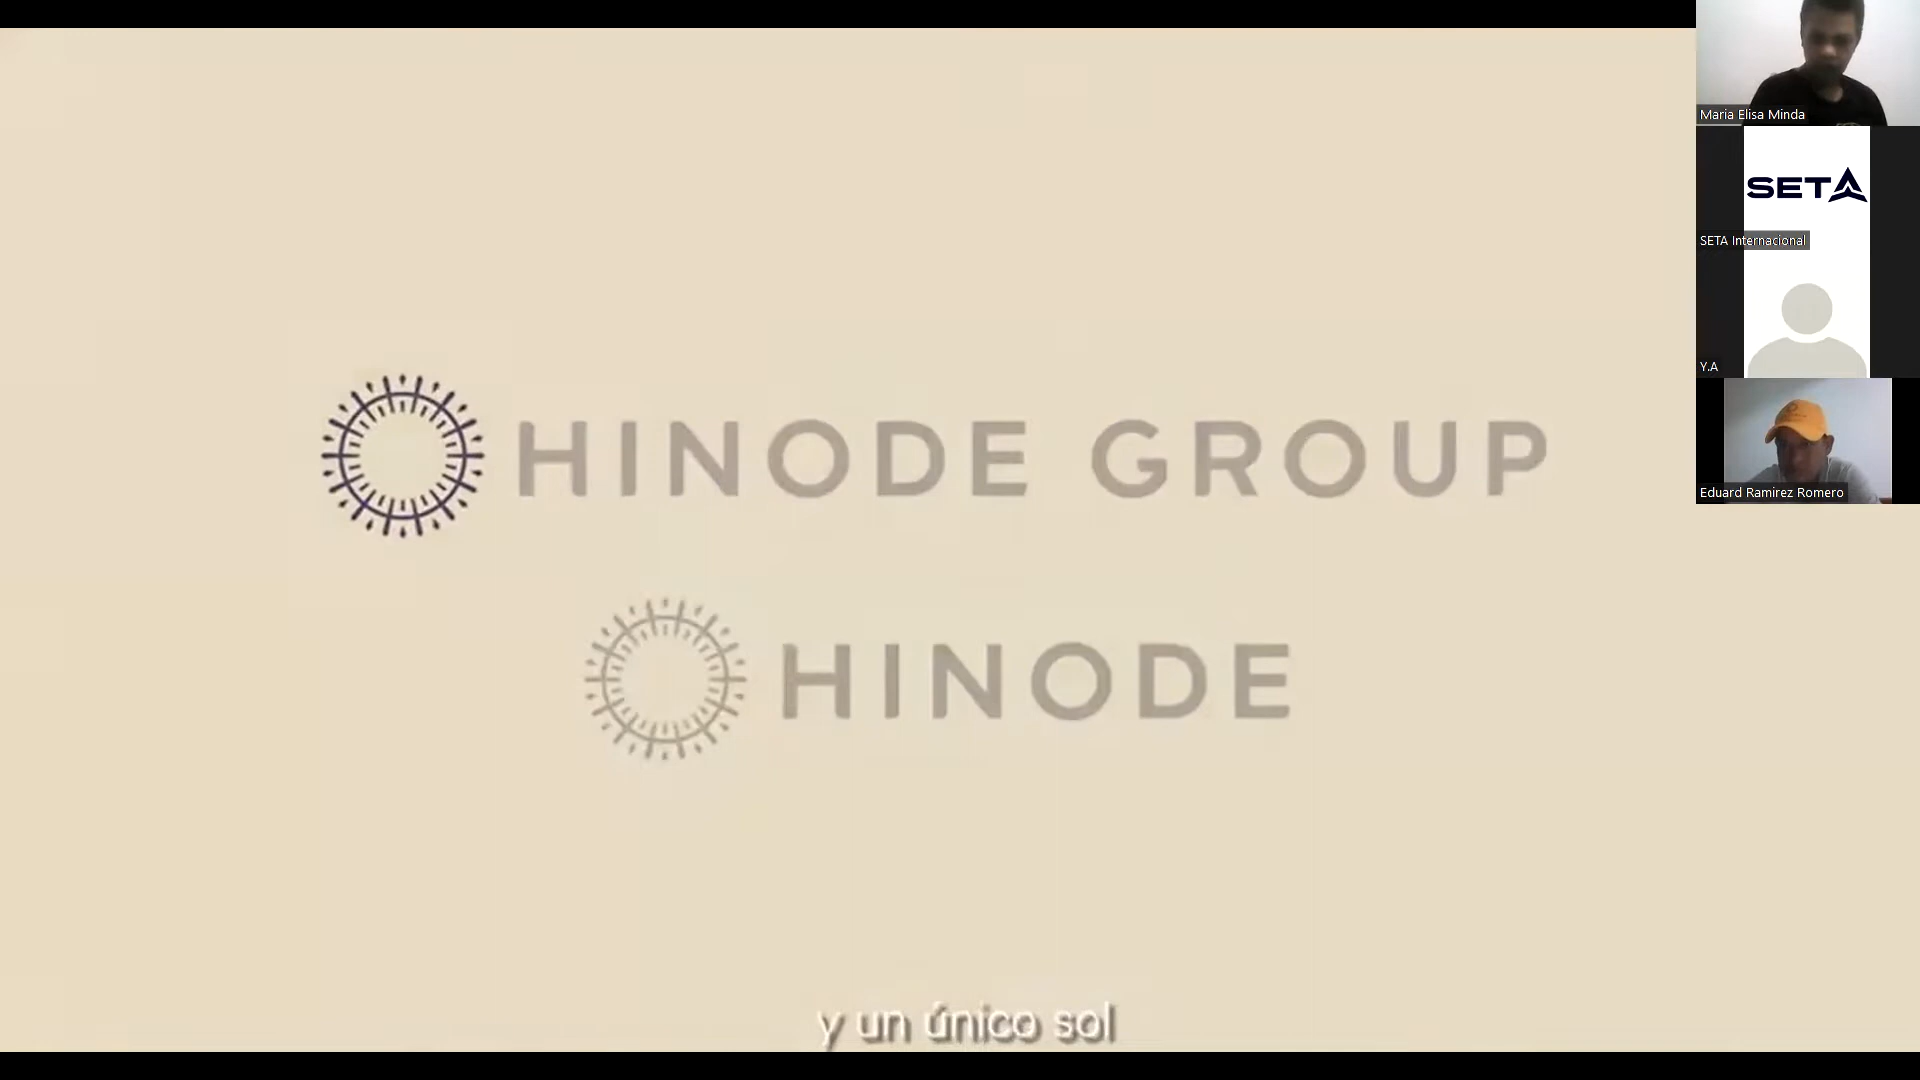 HINODE GROUP
HINODE
y un único sol
Maria Elisa Minda
SETA
SETA Internacional
Y.A
Eduard Ramirez Romero